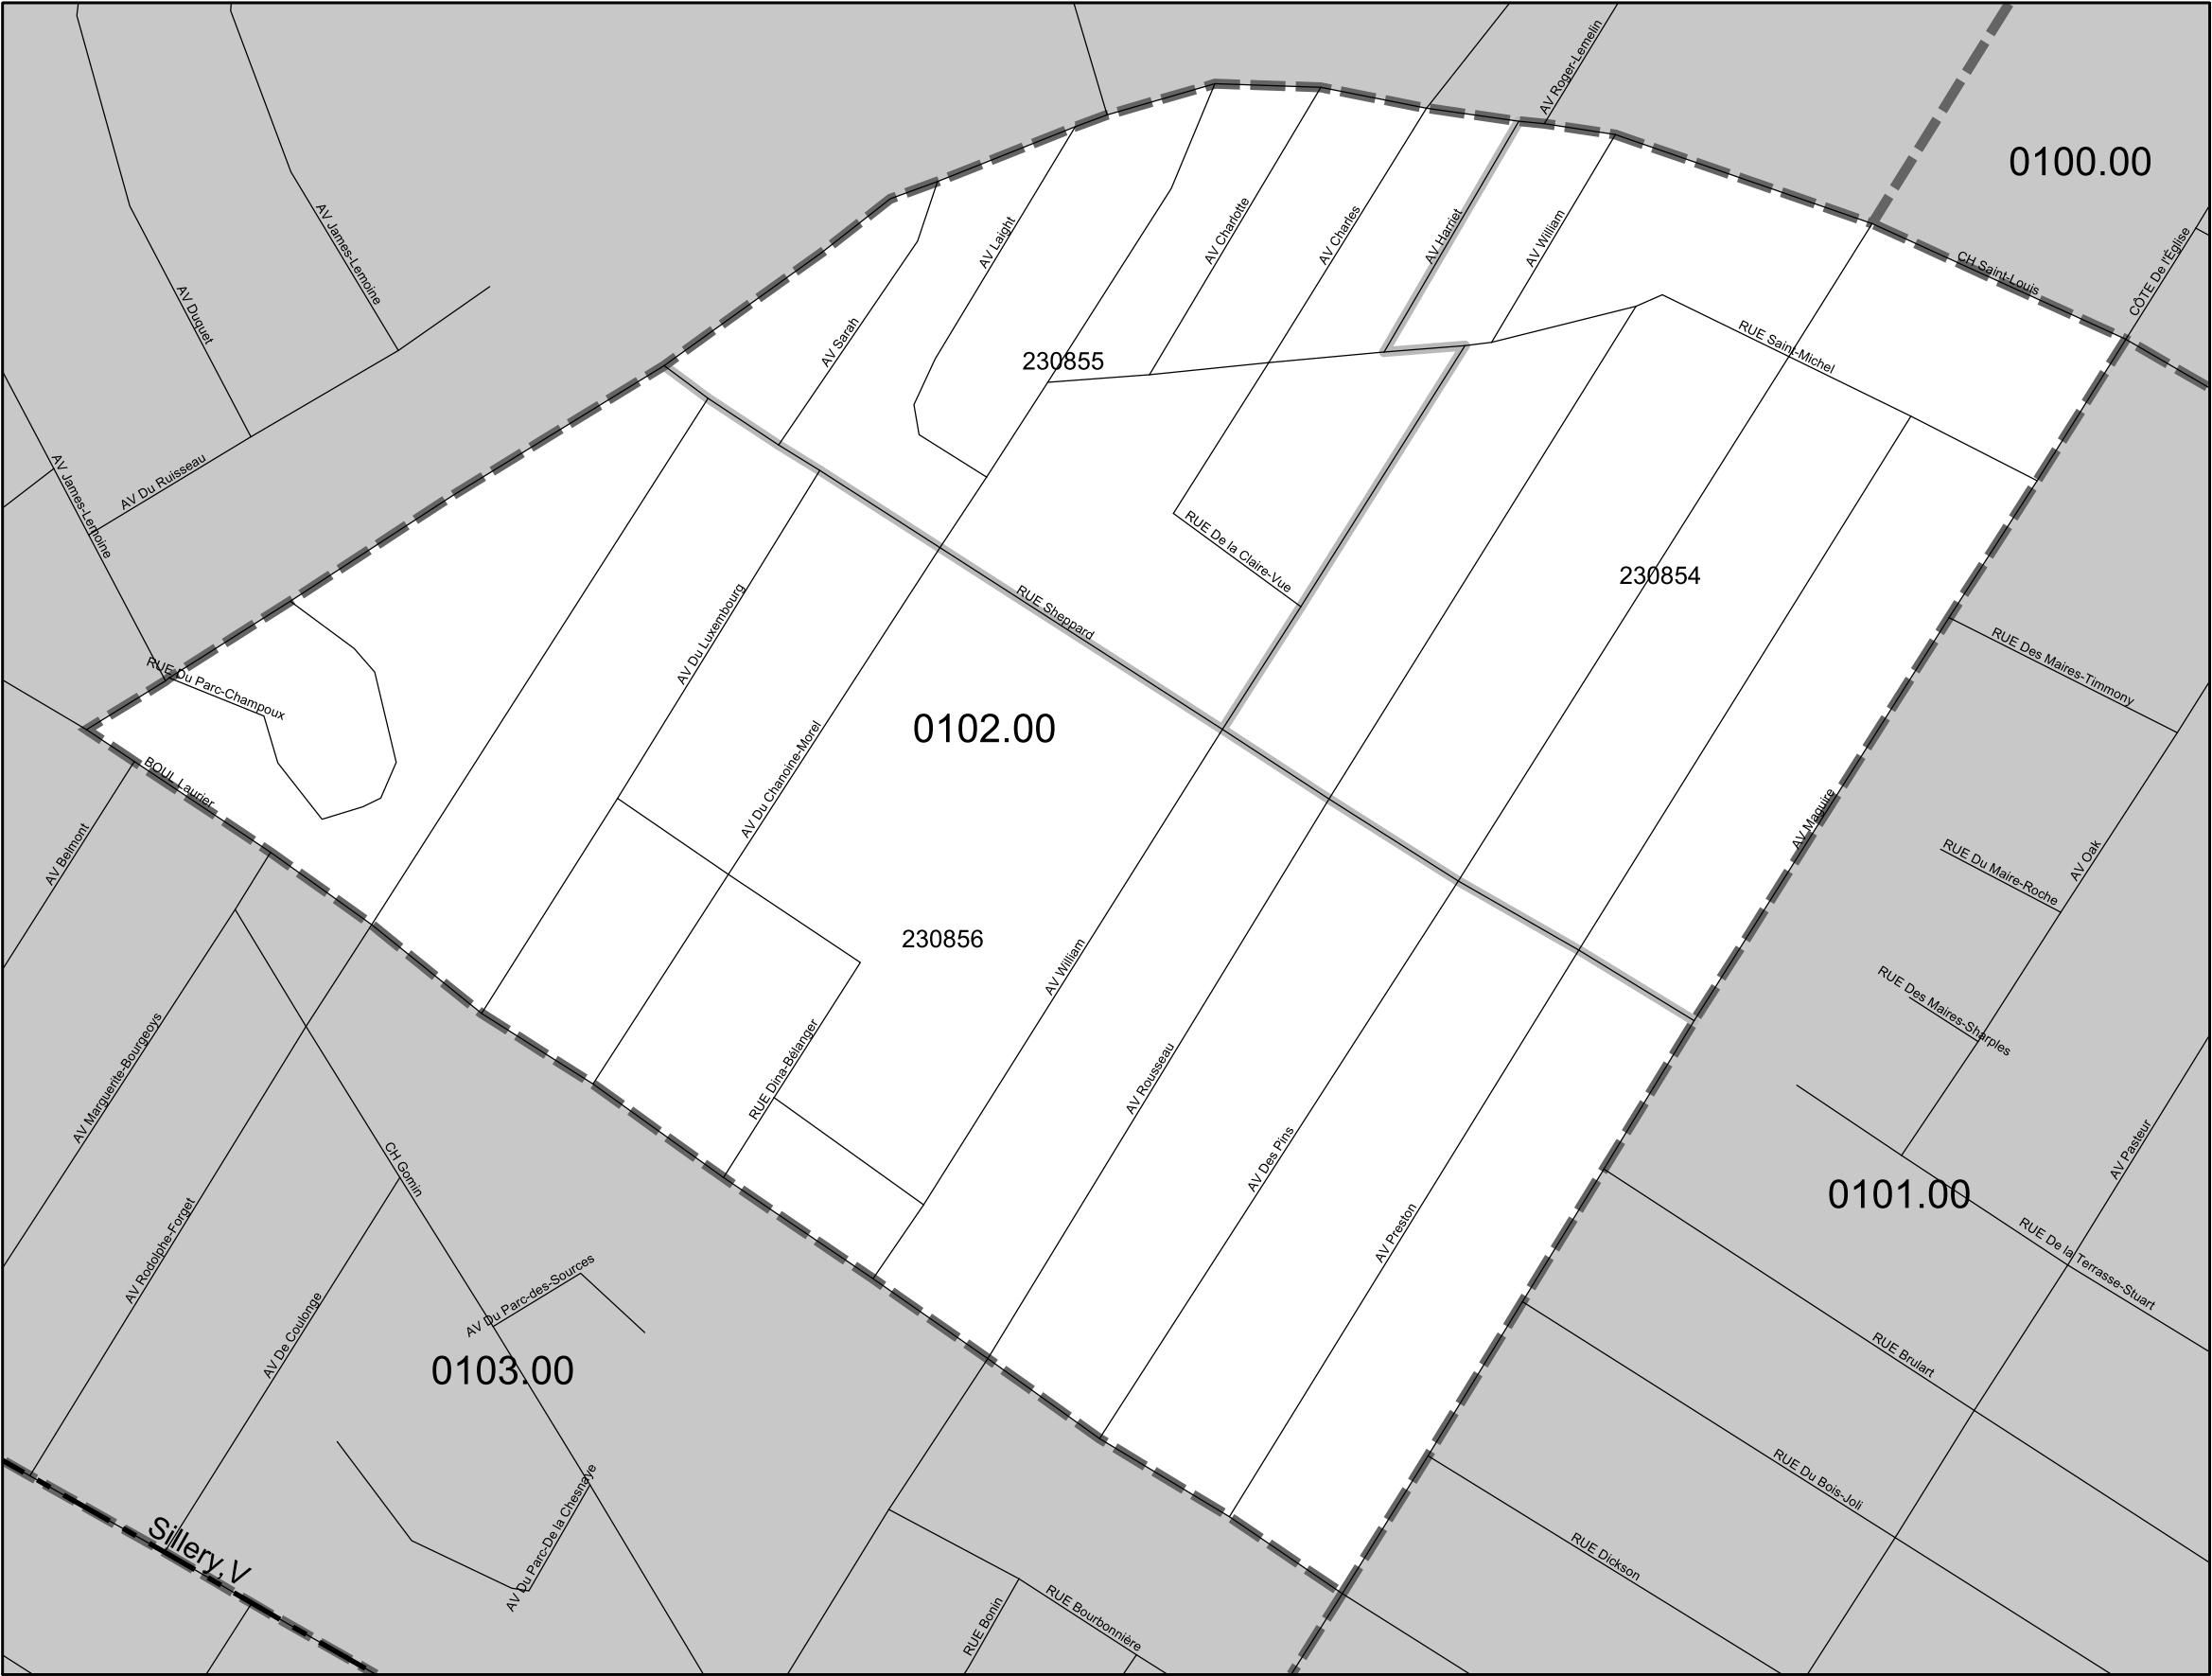 AV Roger-Lemelin
0100.00
AV James-Lemoine
AV Laight
AV Charlotte
AV Charles
AV Harriet
AV William
CH Saint-Louis
CÔTE De l'Église
AV Duquet
AV Sarah
230855
RUE Saint-Michel
AV Du Ruisseau
AV James-Lemoine
RUE De la Claire-Vue
230854
RUE Sheppard
AV Du Luxembourg
RUE Des Maires-Timmony
RUE Du Parc-Champoux
0102.00
BOUL Laurier
AV Du Chanoine-Morel
AV Maguire
AV Belmont
RUE Du Maire-Roche
AV Oak
230856
AV William
RUE Des Maires-Sharples
AV Marguerite-Bourgeoys
RUE Dina-Bélanger
AV Rousseau
CH Gomin
AV Des Pins
AV Pasteur
0101.00
AV Rodolphe-Forget
AV Preston
RUE De la Terrasse-Stuart
AV Du Parc-des-Sources
AV De Coulonge
0103.00
RUE Brulart
RUE Du Bois-Joli
AV Du Parc-De la Chesnaye
Sillery,V
RUE Dickson
RUE Bonin
RUE Bourbonnière